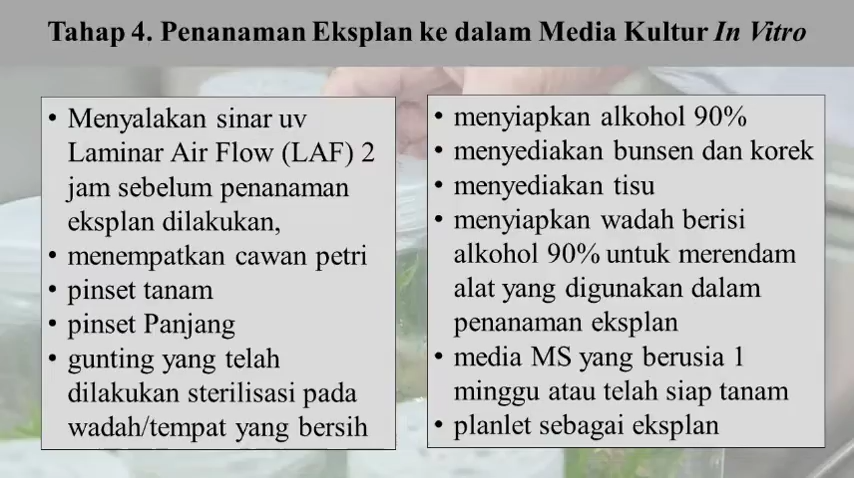 Tahap 4. Penanaman Eksplan ke dalam Media Kultur In Vitro
• Menyalakan sinar uv
Laminar Air Flow (LAF) 2
jam sebelum penanaman
eksplan dilakukan,
• menempatkan cawan petri
• pinset tanam
• pinset Panjang
• gunting yang telah
dilakukan sterilisasi pada
wadah/tempat yang bersih
• menyiapkan alkohol 90%
• menyediakan bunsen dan korek
• menyediakan tisu
• menyiapkan wadah berisi
alkohol 90% untuk merendam
alat yang digunakan dalam
penanaman eksplan
• media MS yang berusia 1
minggu atau telah siap tanam
• planlet sebagai eksplan